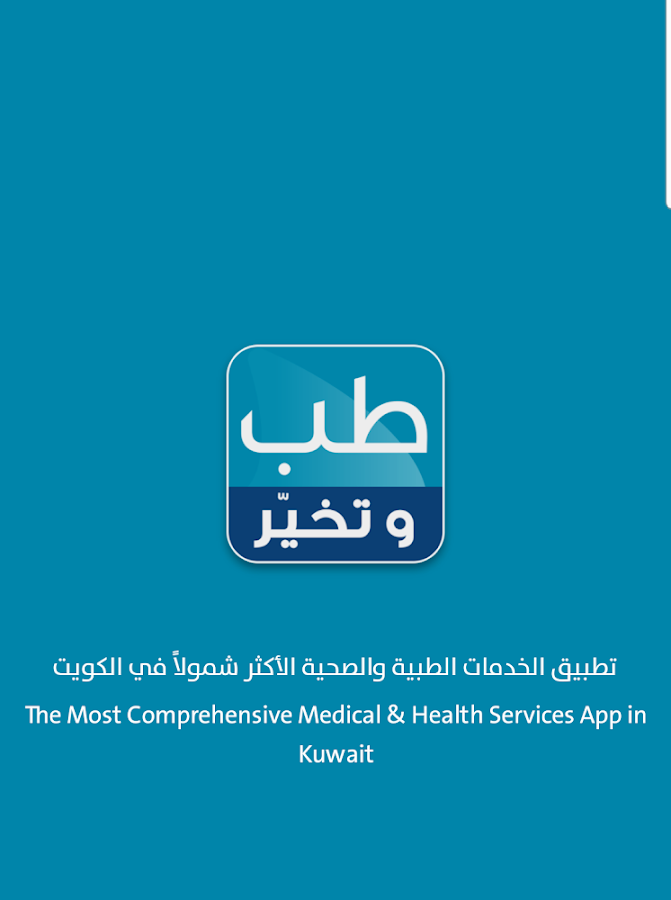 طب
و تخيّر
تطبيق الخدمات الطبية والصحية الأكثر شمولاً في الكويت
The Most Comprehensive Medical & Health Services App in
Kuwait